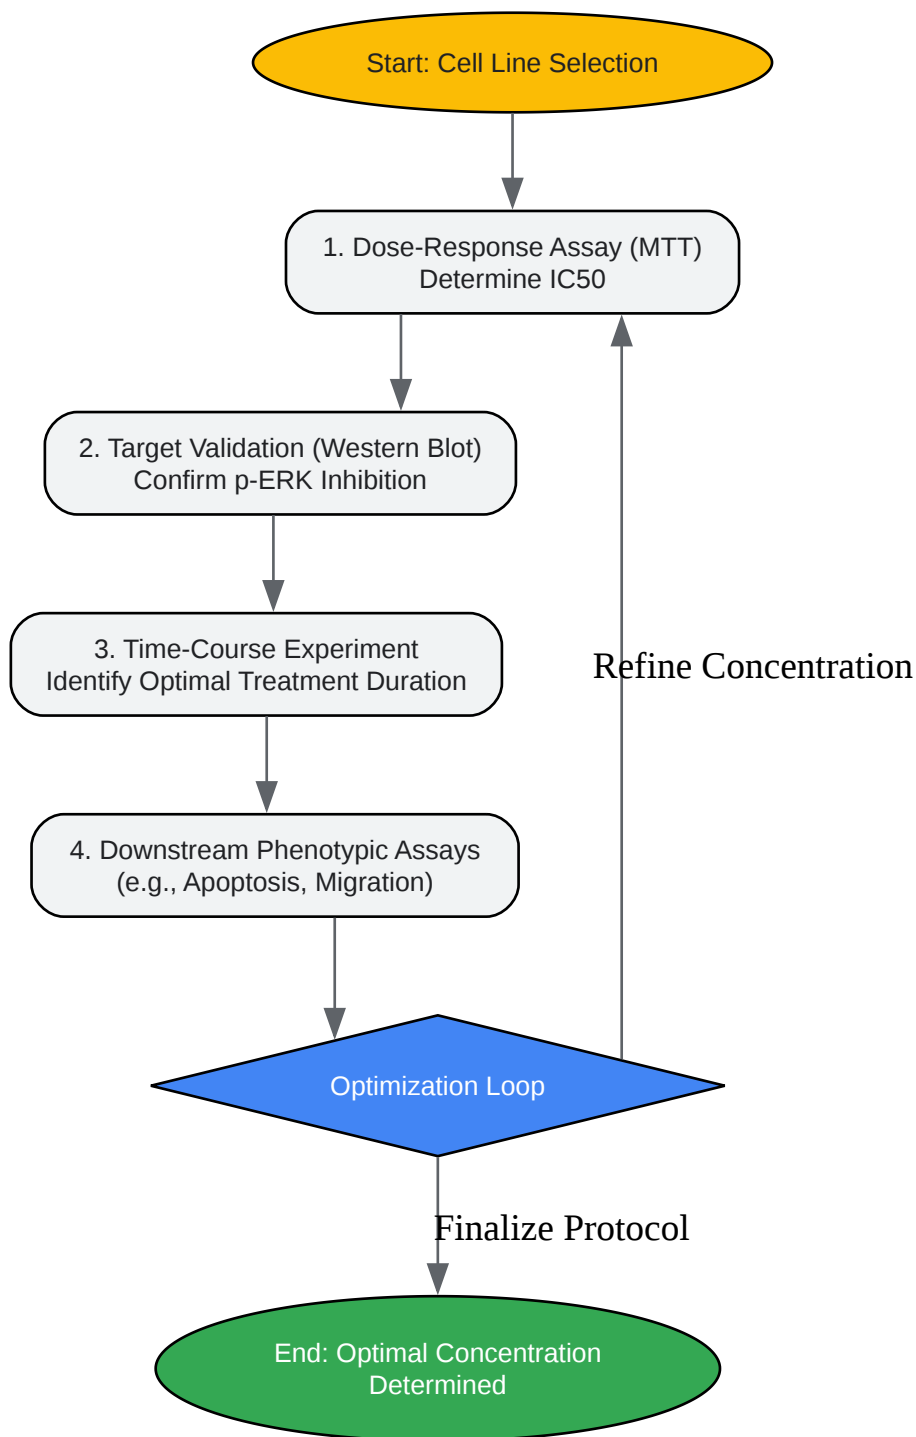 Start: Cell Line Selection
1. Dose-Response Assay (MTT)
Determine IC50
2. Target Validation (Western Blot)
Confirm p-ERK Inhibition
3. Time-Course Experiment
Identify Optimal Treatment Duration
Refine Concentration
4. Downstream Phenotypic Assays
(e.g., Apoptosis, Migration)
Optimization Loop
Finalize Protocol
End: Optimal Concentration
Determined